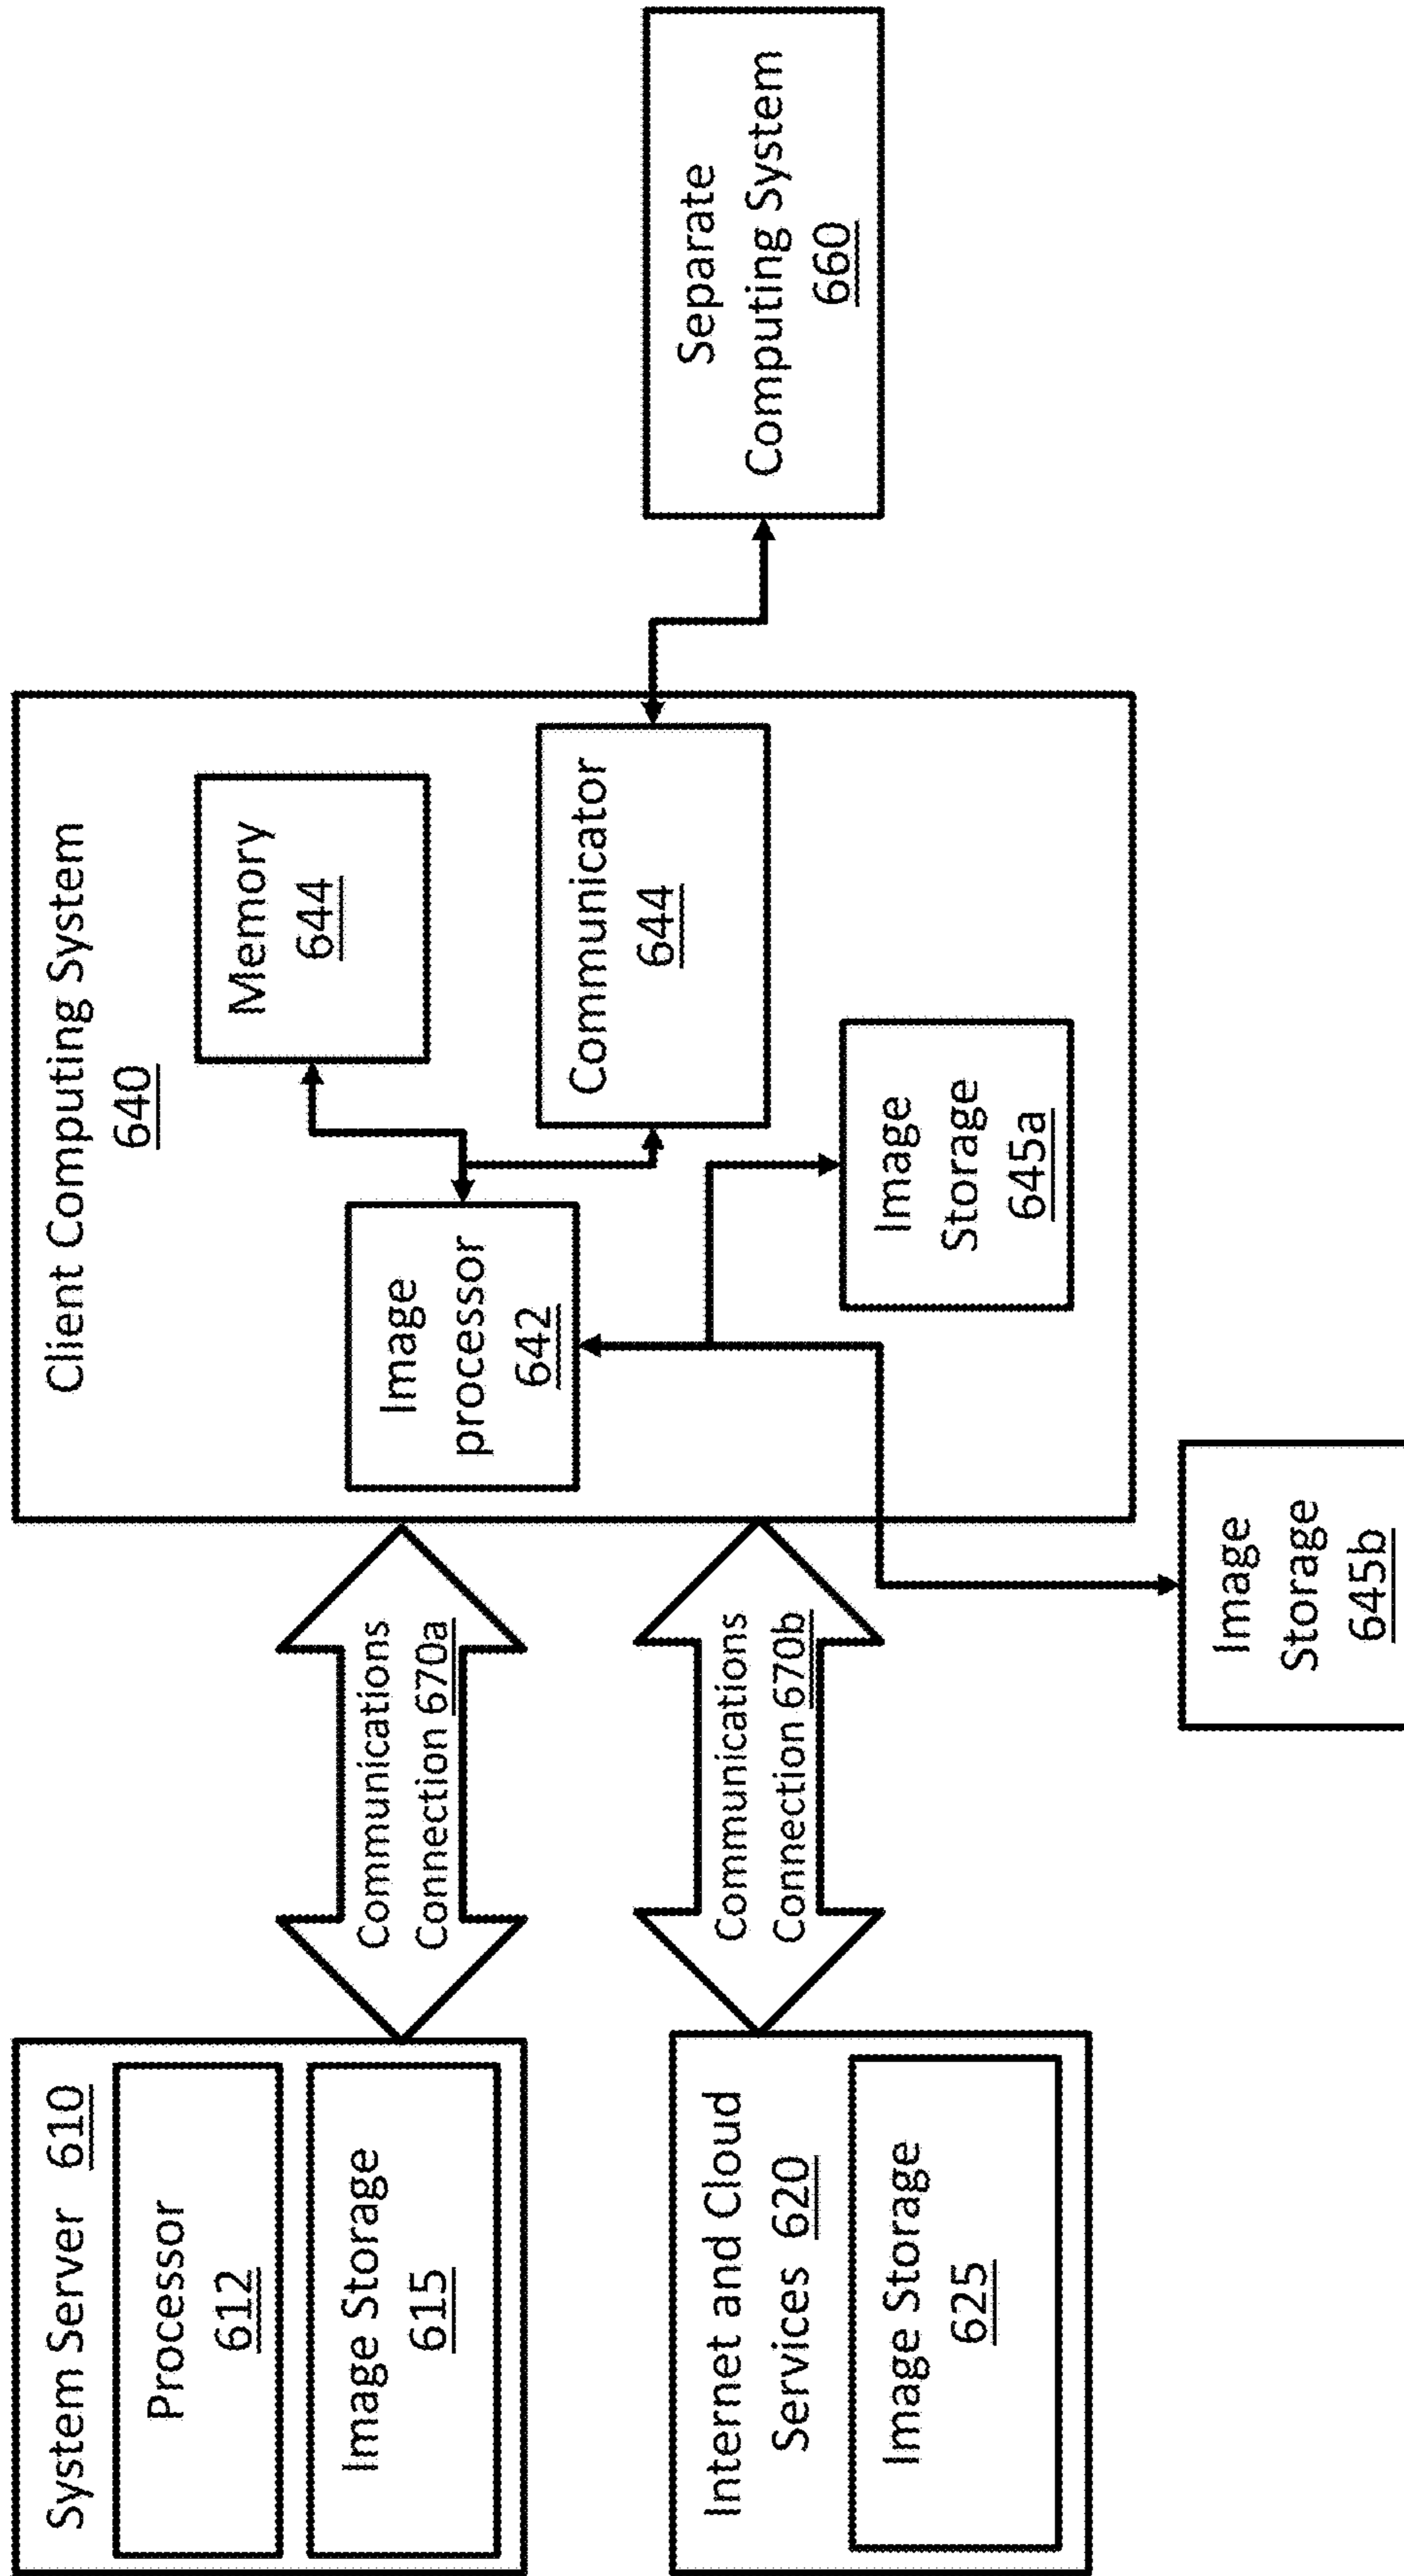 System Server 610
Processor
612
Image Storage
615
Internet and Cloud
Services 620
Image Storage
625
Communications
Connection 670a
Communications
Connection 670b
Client Computing System
640
Image
processor
642
Memory
644
Communicator
644
Image
Storage
645a
Image
Storage
645b
Separate
Computing System
660